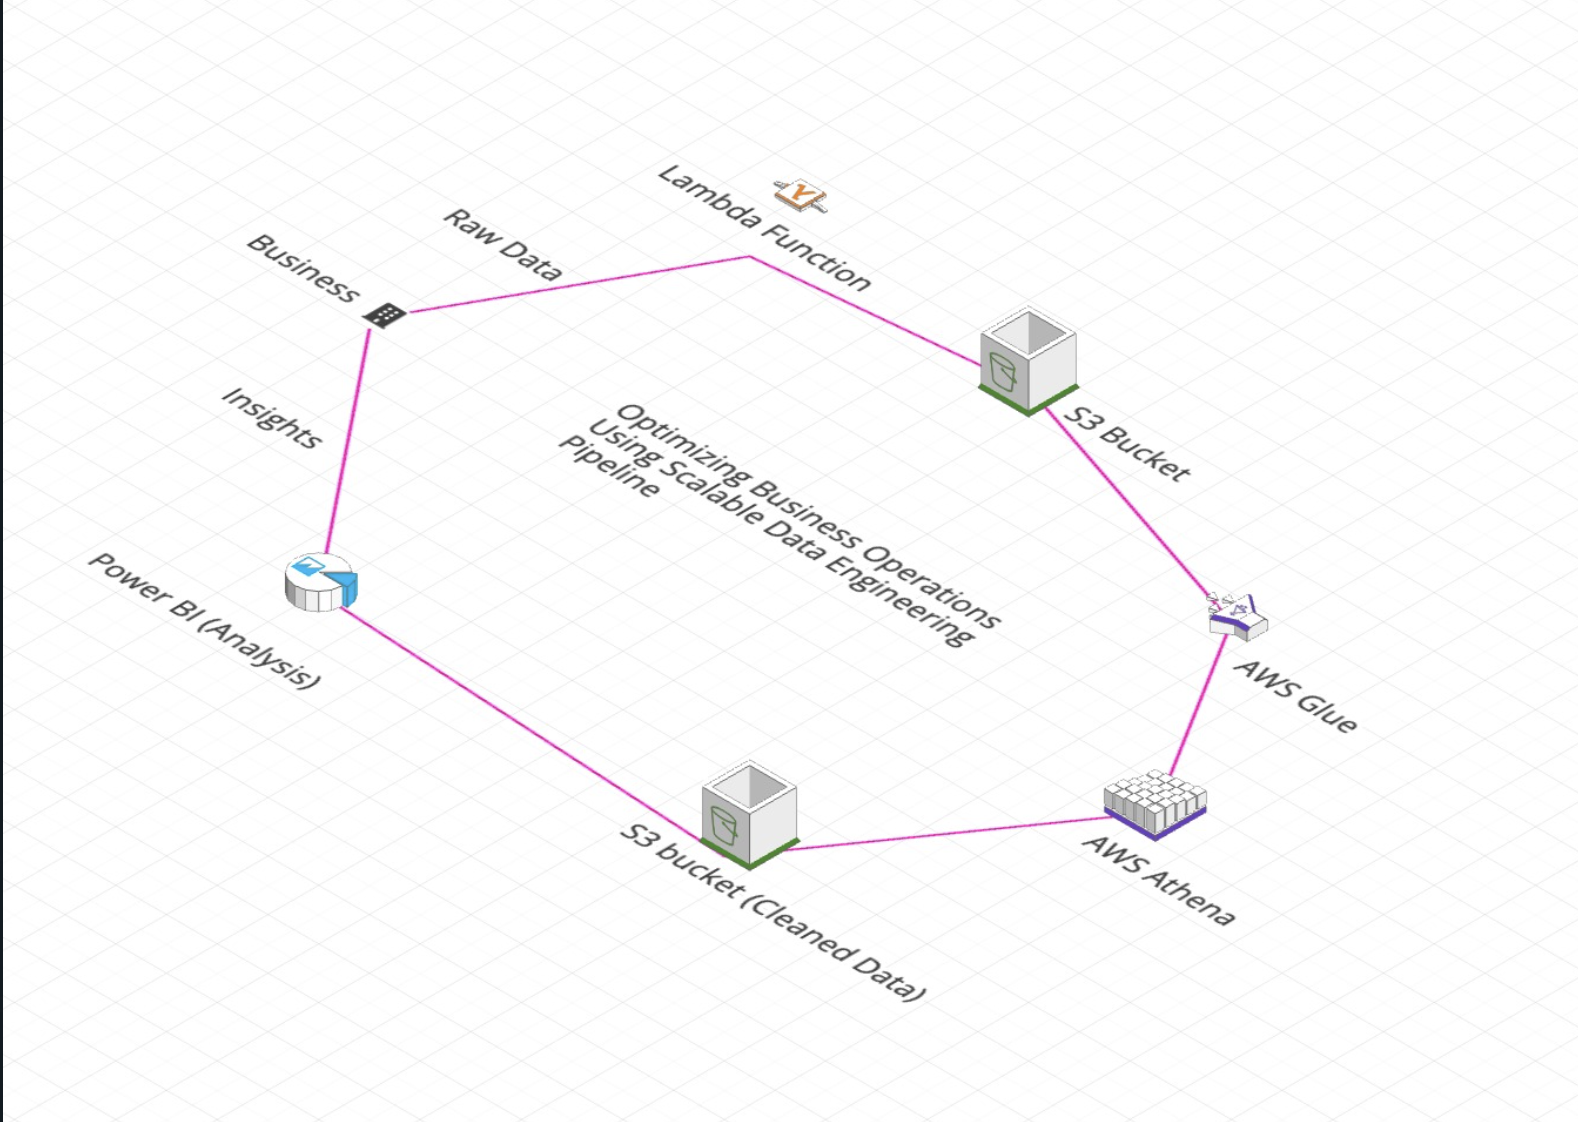 Lambda Function
Raw Data
Business
S3 Bucket
Insights
Optimizing Business Operations
Using Scalable Data Engineering
Pipeline
Power BI (Analysis)
AWS Glue
S3 bucket (Cleaned Data)
AWS Athena